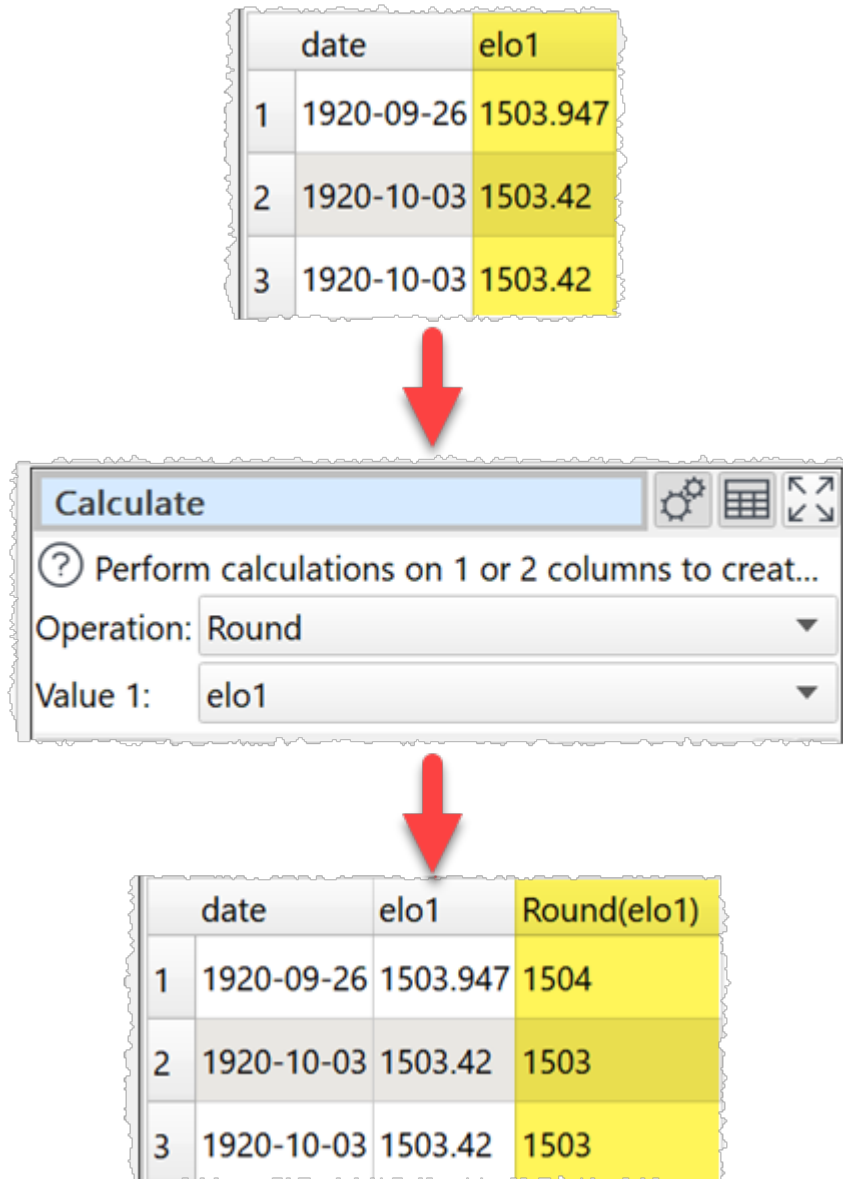 date elo1
1 1920-09-26 1503.947
2 1920-10-03 1503.42
3 1920-10-03 1503.42
Calculate
? Perform calculations on 1 or 2 columns to creat...
Operation: Round
Value 1: elo1
date elo1 Round(elo1)
1 1920-09-26 1503.947 1504
2 1920-10-03 1503.42 1503
3 1920-10-03 1503.42 1503